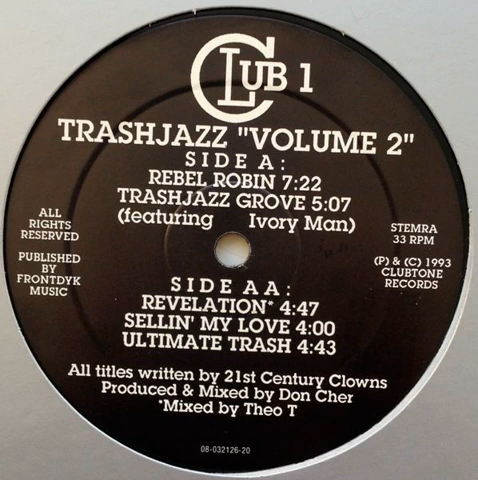 CLUB 1
TRASHJAZZ "VOLUME 2"
SIDE A:
REBEL ROBIN 7:22
TRASHJAZZ GROVE 5:07
(featuring Ivory Man)
ALL
RIGHTS
RESERVED
PUBLISHED
BY
FRONTDYK
MUSIC
STEMRA
33 RPM
(P) & (C) 1993
CLUBTONE
RECORDS
SIDE AA:
REVELATION* 4:47
SELLIN' MY LOVE 4:00
ULTIMATE TRASH 4:43
All titles written by 21st Century Clowns
Produced & Mixed by Don Cher
*Mixed by Theo T
08-032126-20